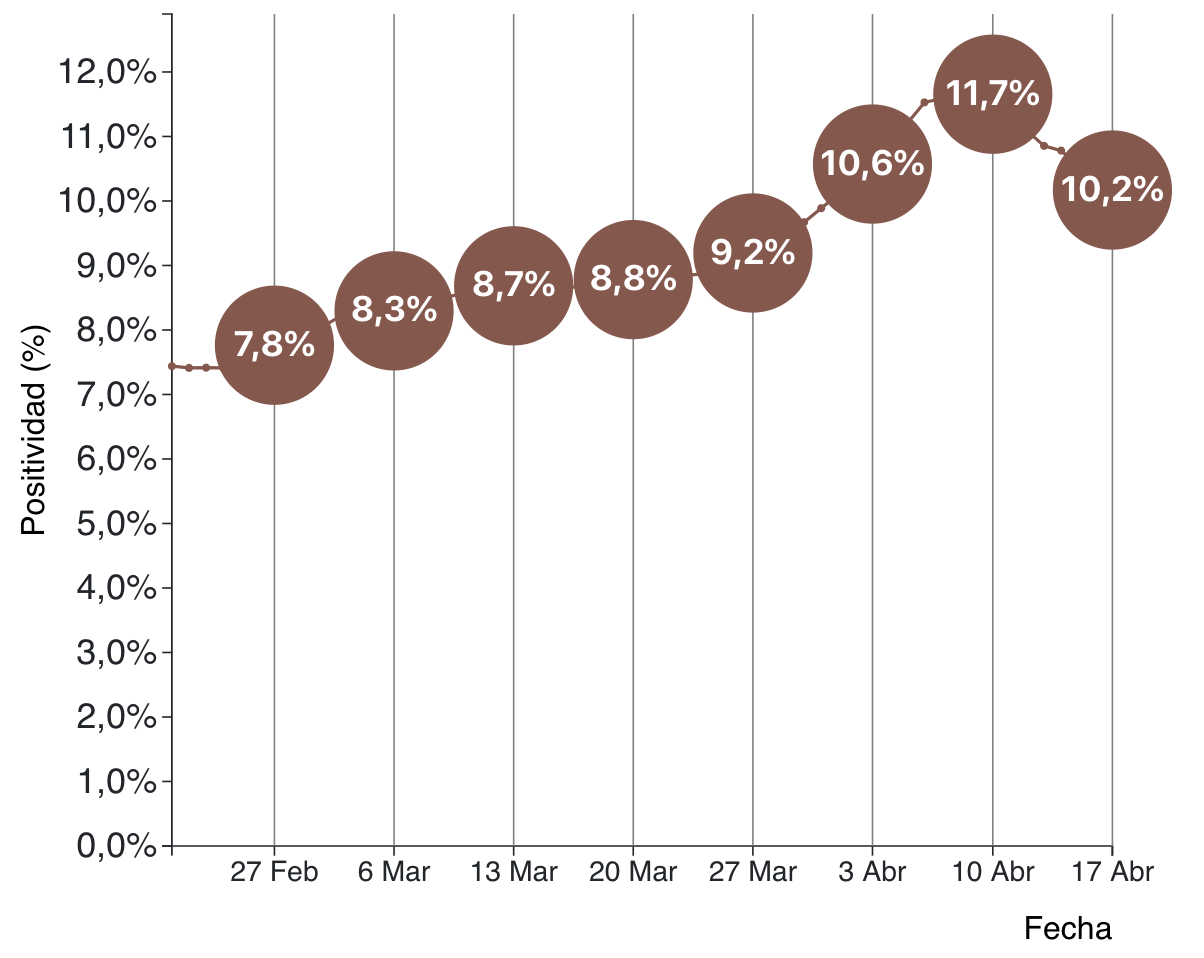 12,0%
11,0%
10,0%
9,0%
8,0%
7,0%
6,0%
5,0%
4,0%
3,0%
2,0%
1,0%
0,0%
Positividad (%)
7,8%
8,3%
8,7%
8,8%
9,2%
10,6%
11,7%
10,2%
27 Feb
6 Mar
13 Mar
20 Mar
27 Mar
3 Abr
10 Abr
17 Abr
Fecha